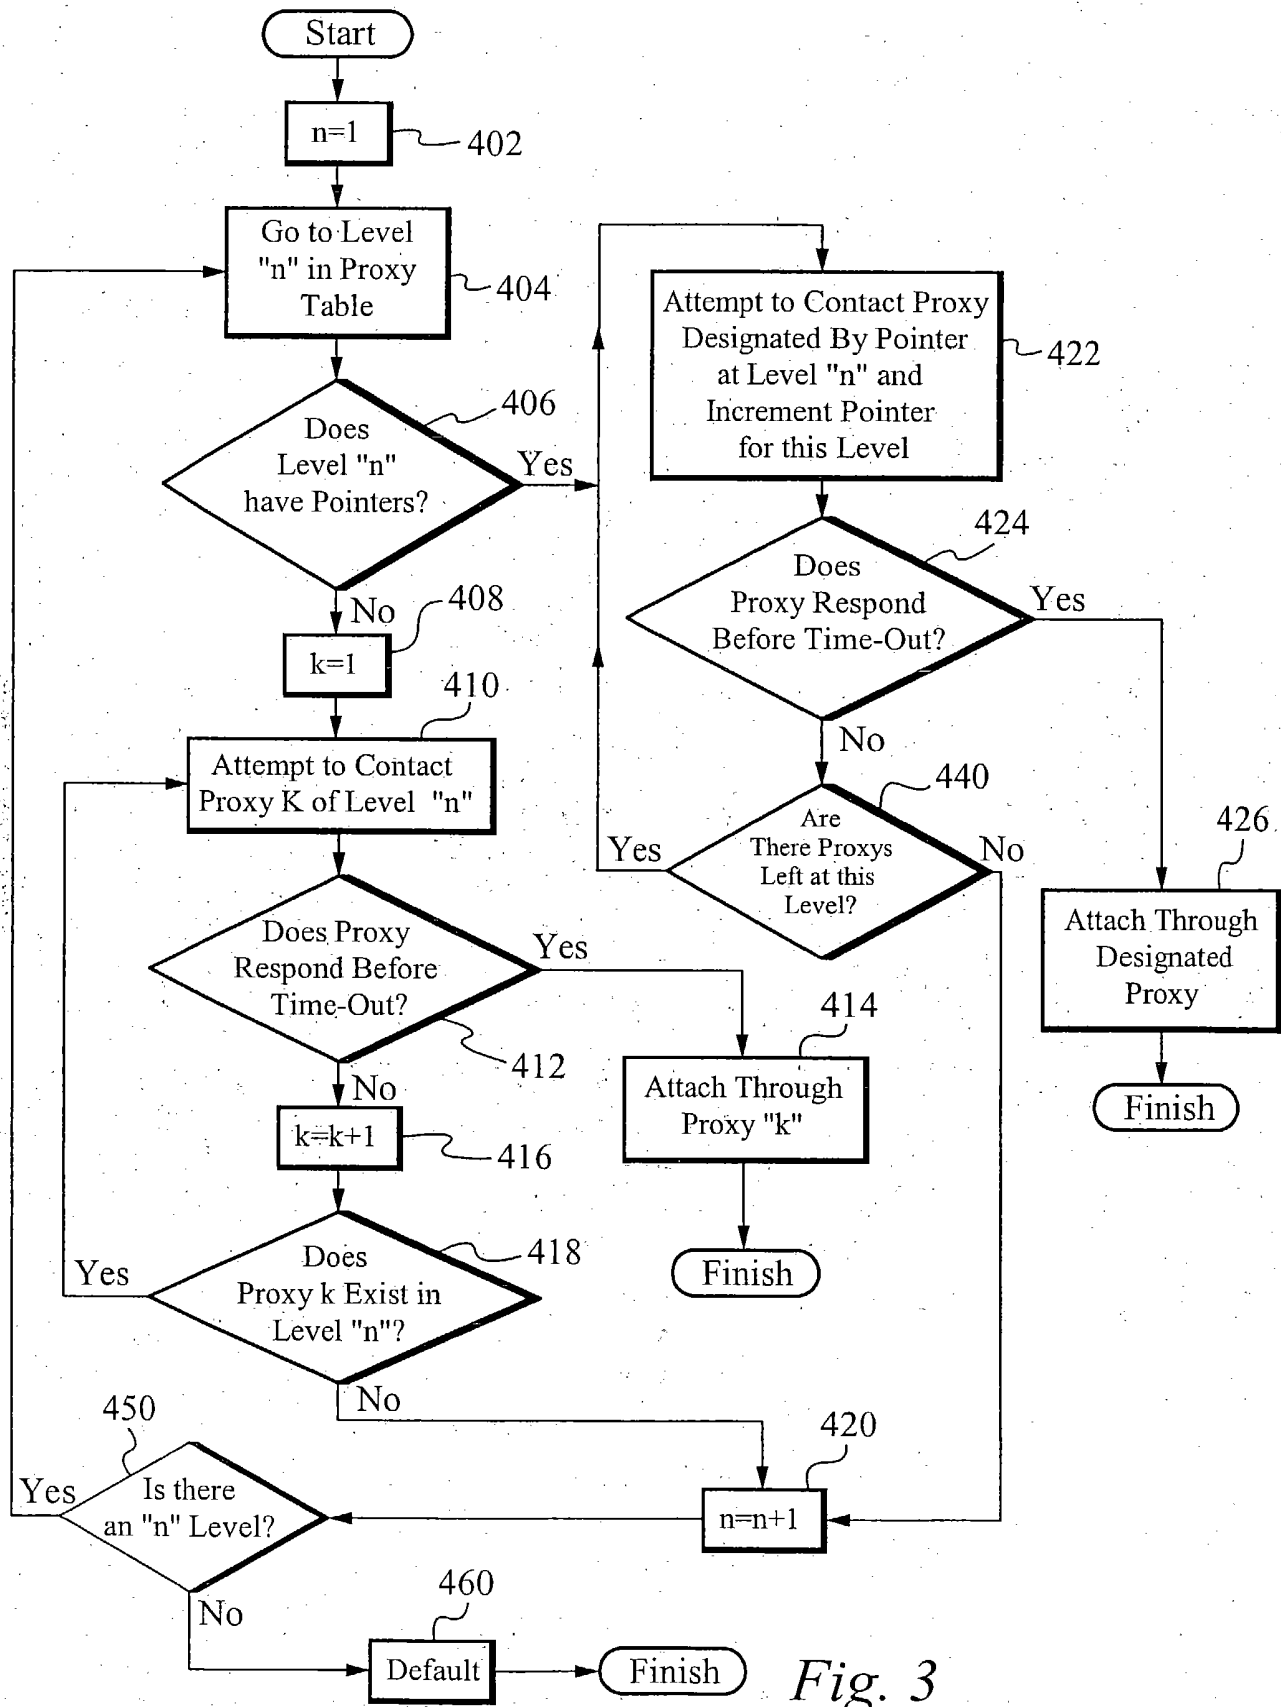 Start
n=1
402
Go to Level
"n" in Proxy
Table
404
Does
Level "n"
have Pointers?
406
Yes
No
k=1
408
Attempt to Contact
Proxy K of Level "n"
410
Does Proxy
Respond Before
Time-Out?
412
Yes
No
Attach Through
Proxy "k"
414
Finish
k=k+1
416
Does
Proxy k Exist in
Level "n"?
418
Yes
No
Attempt to Contact Proxy
Designated By Pointer
at Level "n" and
Increment Pointer
for this Level
422
Does
Proxy Respond
Before Time-Out?
424
Yes
No
Are
There Proxys
Left at this
Level?
440
Yes
No
Attach Through
Designated
Proxy
426
Finish
n=n+1
420
Is there
an "n" Level?
450
Yes
No
Default
460
Finish
Fig. 3